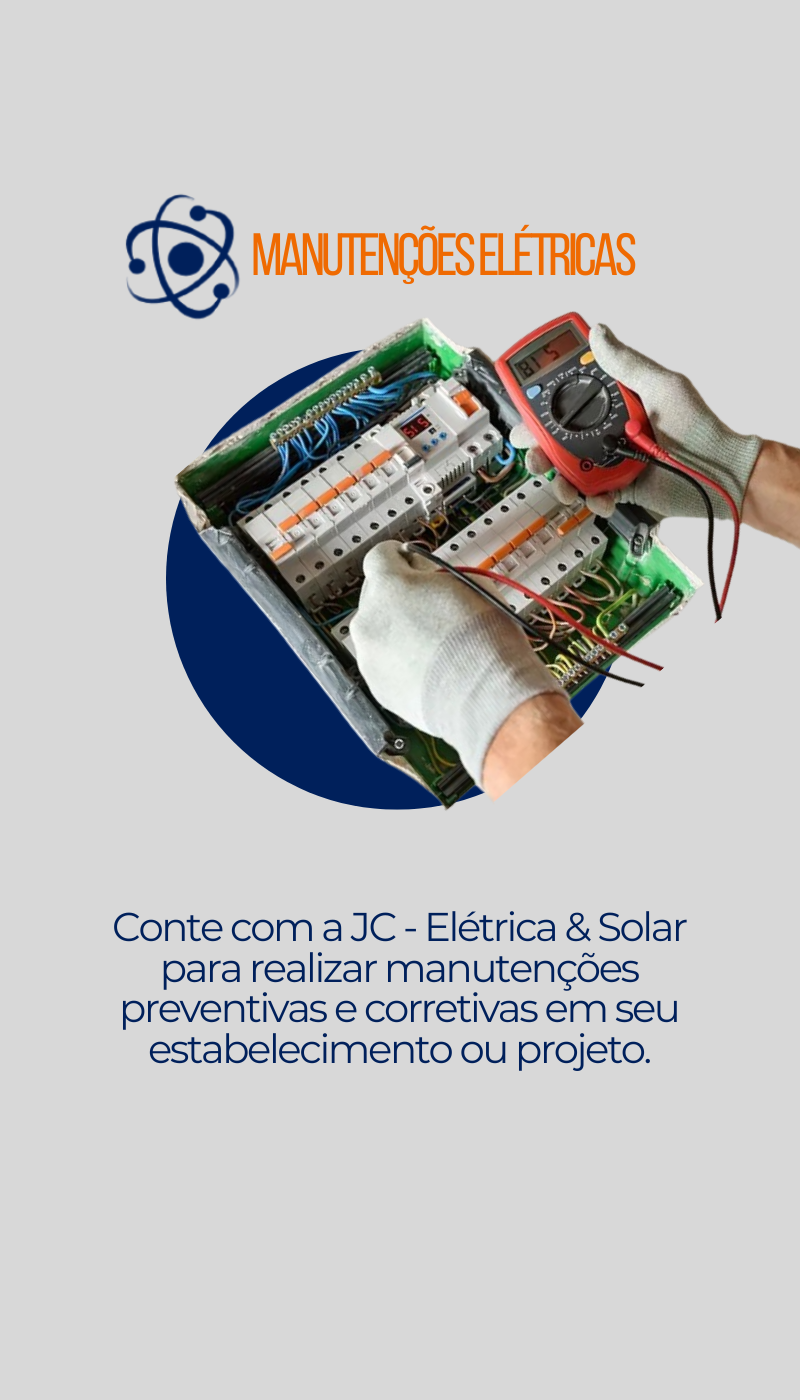 MANUTENÇÕES ELÉTRICAS
Conte com a JC - Elétrica & Solar
para realizar manutenções
preventivas e corretivas em seu
estabelecimento ou projeto.